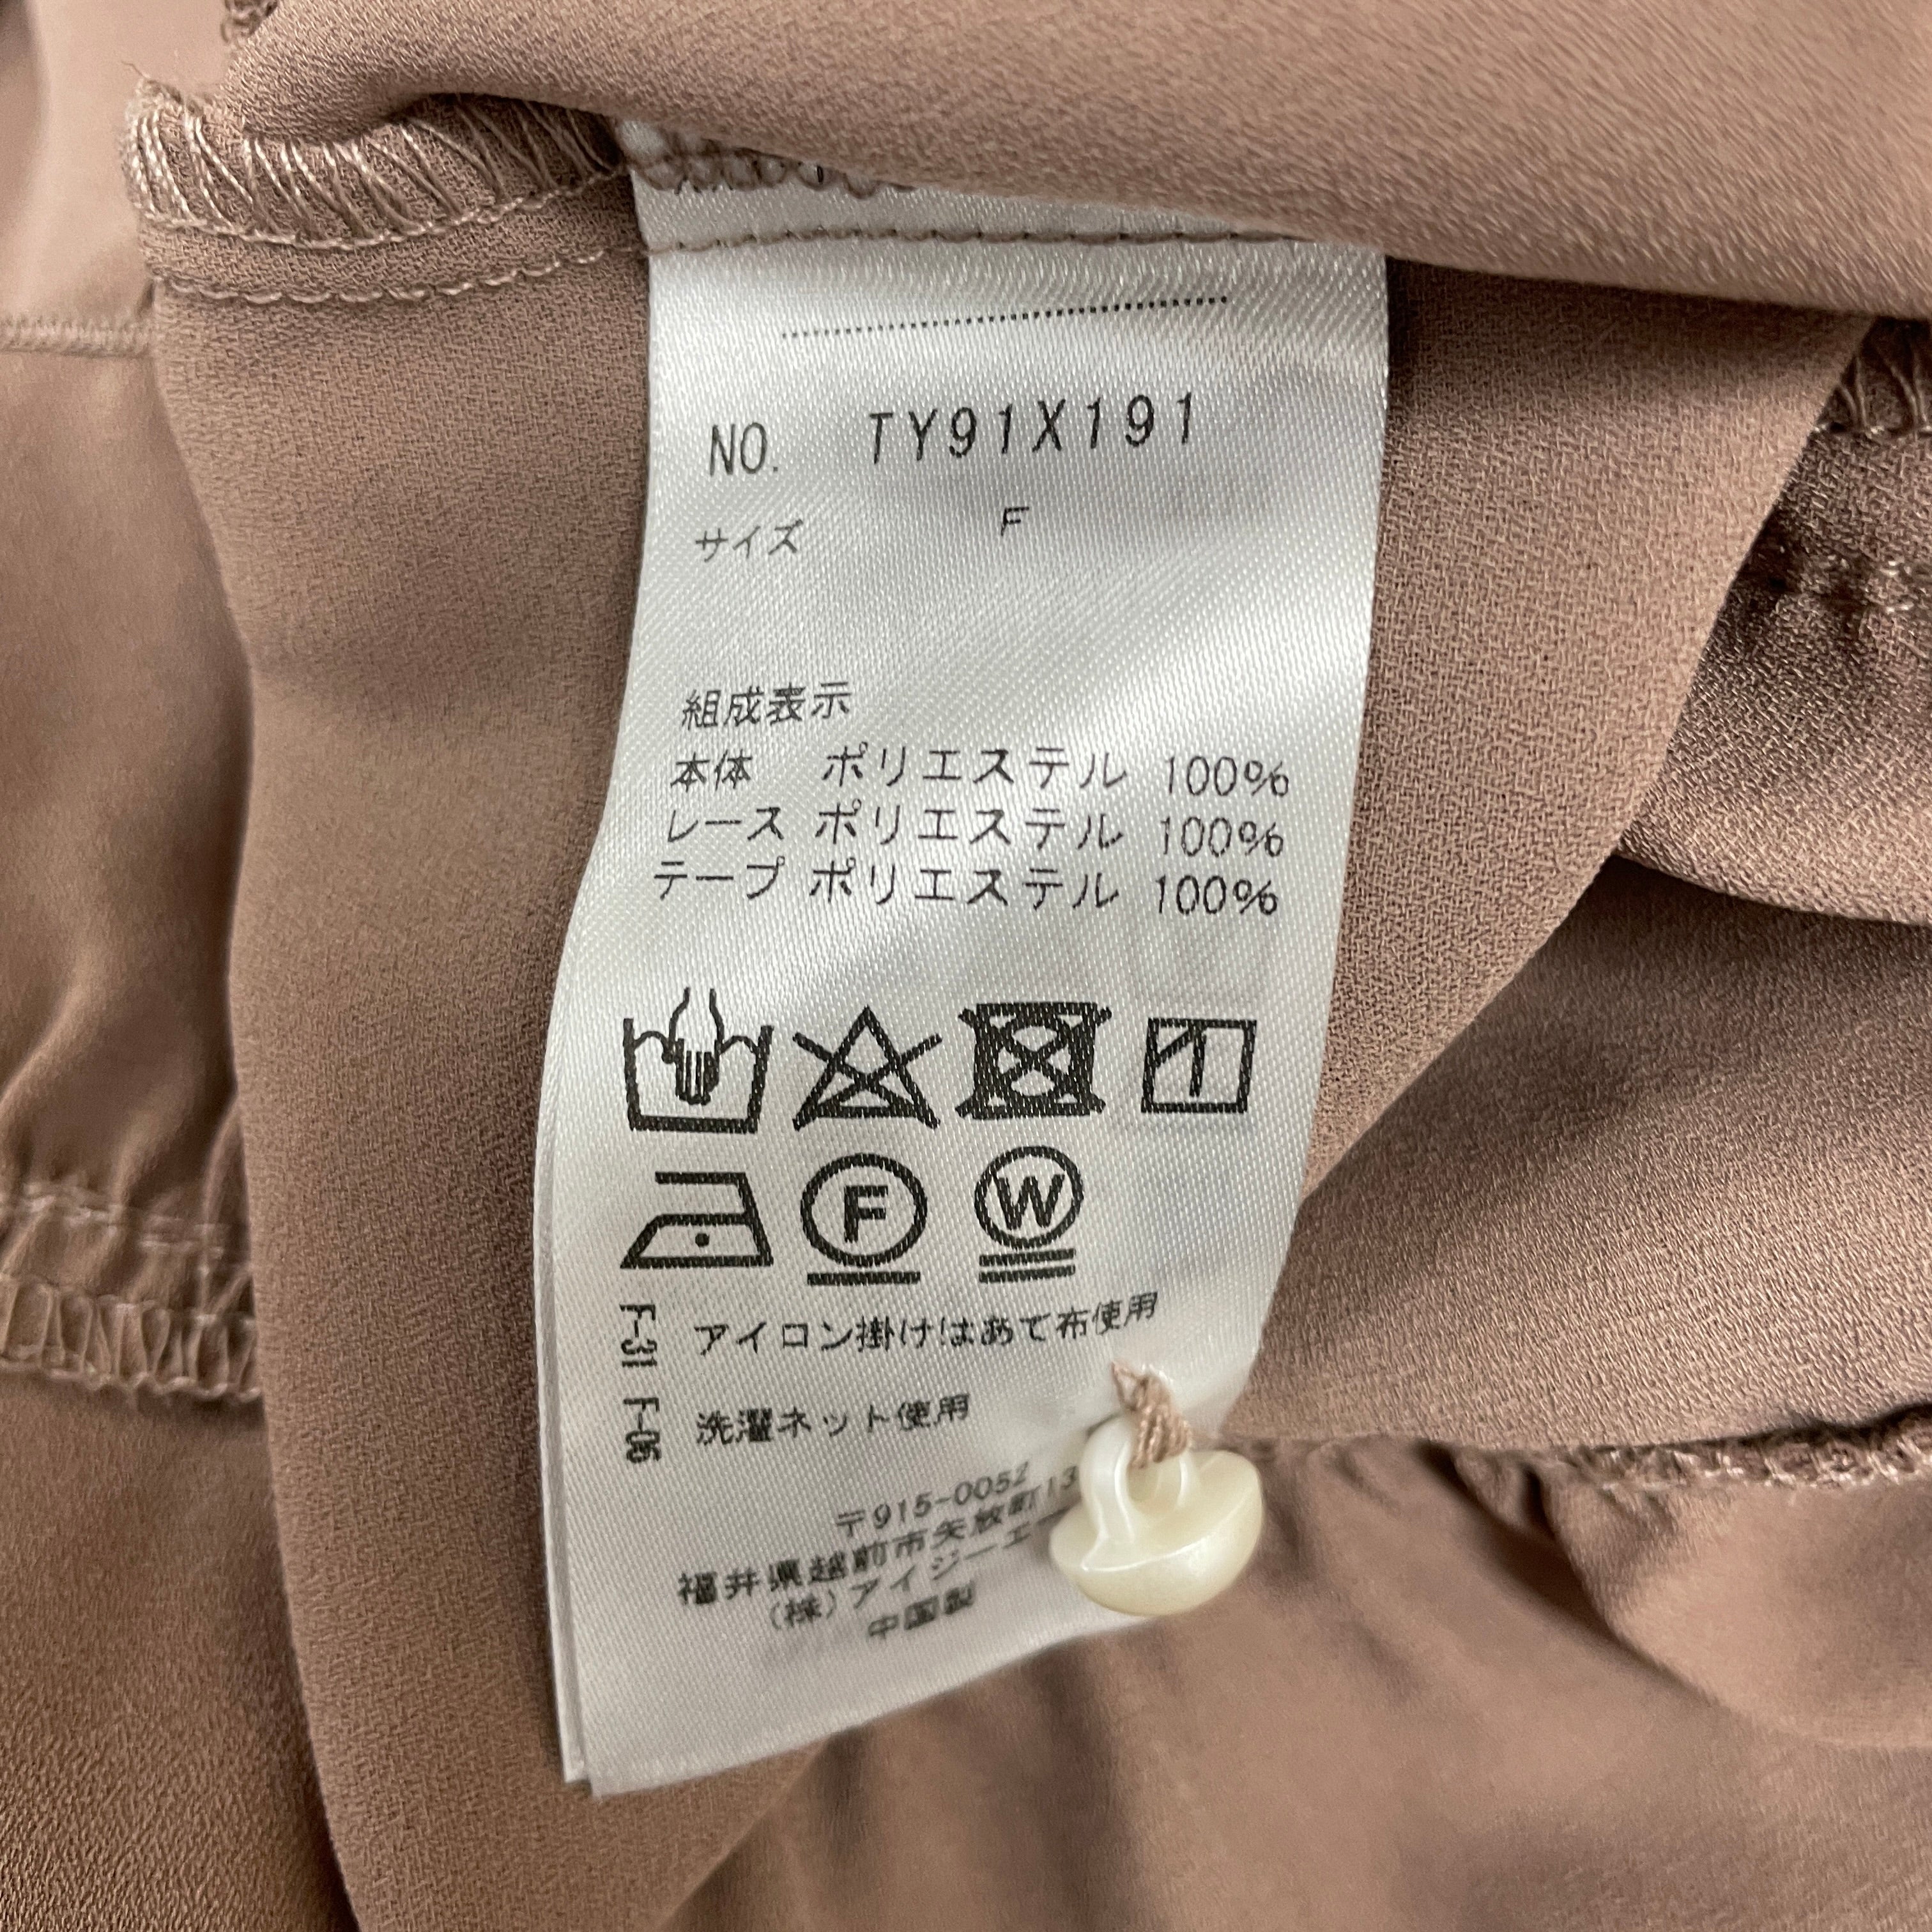 NO. TY91X191
サイズ F
組成表示
本体 ポリエステル 100%
レース ポリエステル 100%
テープ ポリエステル 100%
F
W
F-31 アイロン掛けはあて布使用
F-06 洗濯ネット使用
〒915-0052
福井県越前市矢放町13
(株)アイジーエー
中国製